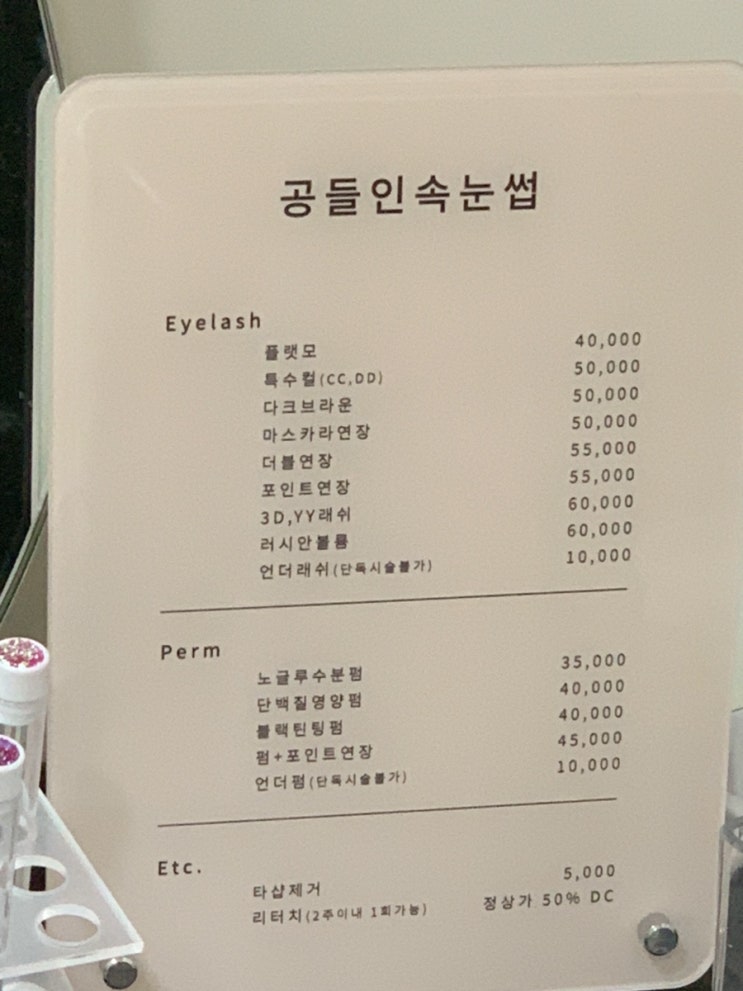 공들인속눈썹
Eyelash
플랫모 40,000
특수컬(CC,DD) 50,000
다크브라운 50,000
마스카라연장 50,000
더블연장 55,000
포인트연장 55,000
3D,YY래쉬 60,000
러시안볼륨 60,000
언더래쉬(단독시술불가) 10,000
Perm
노글루수분펌 35,000
단백질영양펌 40,000
블랙틴팅펌 40,000
펌+포인트연장 45,000
언더펌(단독시술불가) 10,000
Etc.
타샵제거 5,000
리터치(2주이내 1회가능) 정상가 50% DC